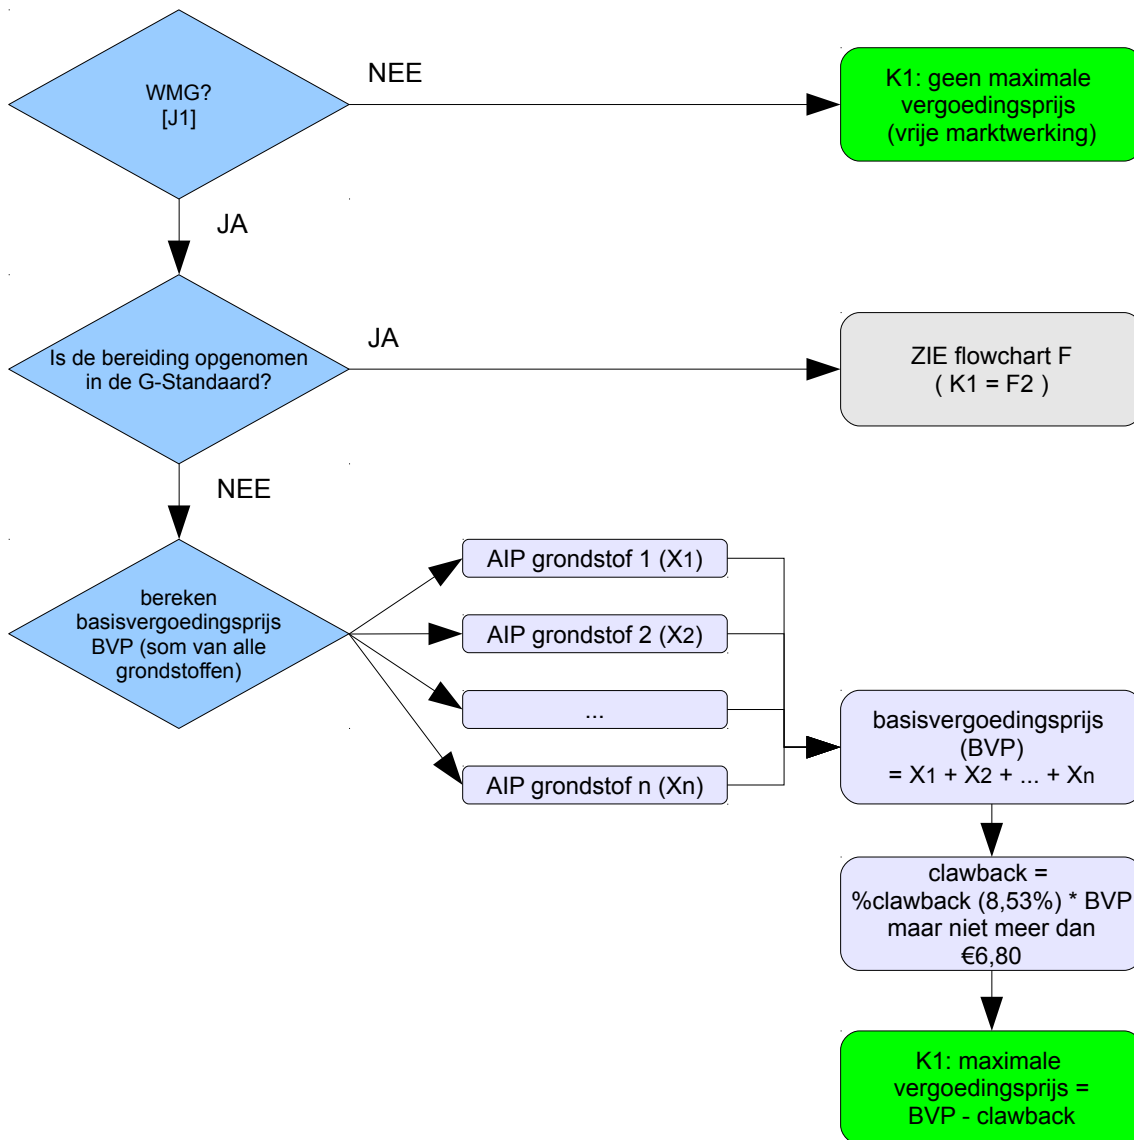 WMG?
[J1]
NEE
K1: geen maximale
vergoedingsprijs
(vrije marktwerking)
JA
Is de bereiding opgenomen
in de G-Standaard?
JA
ZIE flowchart F
( K1 = F2 )
NEE
bereken
basisvergoedingsprijs
BVP (som van alle
grondstoffen)
AIP grondstof 1 (X1)
AIP grondstof 2 (X2)
...
AIP grondstof n (Xn)
basisvergoedingsprijs
(BVP)
= X1 + X2 + ... + Xn
clawback =
%clawback (8,53%) * BVP
maar niet meer dan
€6,80
K1: maximale
vergoedingsprijs =
BVP - clawback